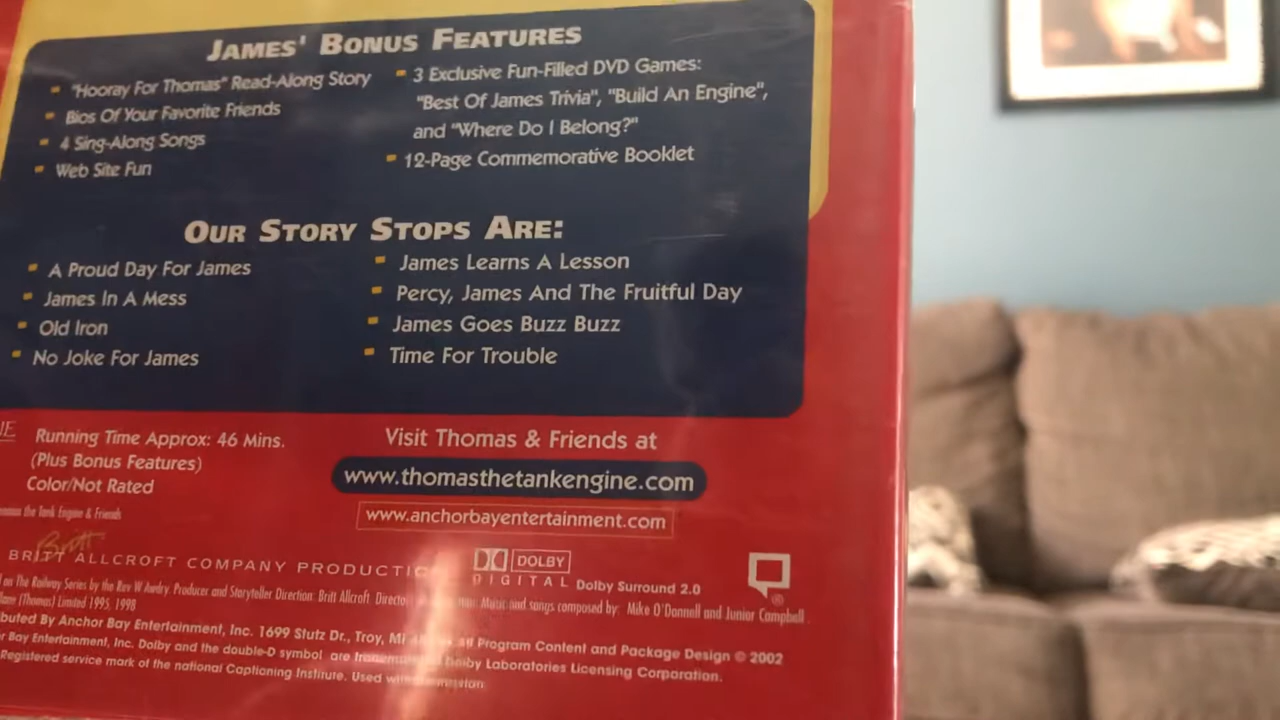 JAMES' BONUS FEATURES
"Hooray For Thomas" Read-Along Story
Bios Of Your Favorite Friends
4 Sing-Along Songs
Web Site Fun
3 Exclusive Fun-Filled DVD Games:
"Best Of James Trivia", "Build An Engine",
and "Where Do I Belong?"
12-Page Commemorative Booklet
OUR STORY STOPS ARE:
A Proud Day For James
James In A Mess
Old Iron
No Joke For James
James Learns A Lesson
Percy, James And The Fruitful Day
James Goes Buzz Buzz
Time For Trouble
Running Time Approx: 46 Mins.
(Plus Bonus Features)
Color/Not Rated
the Tank Engine & Friends
Visit Thomas & Friends at
www.thomasthetankengine.com
www.anchorbayentertainment.com
Britt
BRITT ALLCROFT COMPANY
DOLBY
DIGITAL Dolby Surround 2.0
on The Railway Series by the Rev W Awdry. Producer and Storyteller Direction: Britt Allcroft. Music and songs composed by: Mike O'Donnell and Junior Campbell.
(Thomas) Limited 1995, 1998
By Anchor Bay Entertainment, Inc. 1699 Stutz Dr., Troy, MI Program Content and Package Design © 2002
Bay Entertainment, Inc. Dolby and the double-D symbol are Laboratories Licensing Corporation.
Registered service mark of the national Captioning Institute. Used